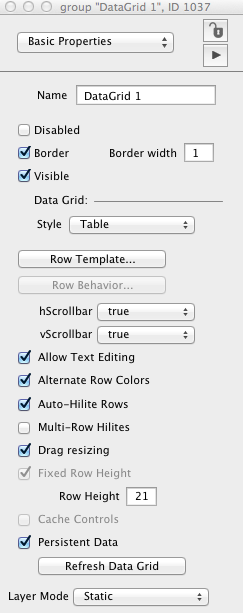 group "DataGrid 1", ID 1037
Basic Properties
Name DataGrid 1
Disabled
Border Border width 1
Visible
Data Grid:
Style Table
Row Template...
Row Behavior...
hScrollbar true
vScrollbar true
Allow Text Editing
Alternate Row Colors
Auto-Hilite Rows
Multi-Row Hilites
Drag resizing
Fixed Row Height
Row Height 21
Cache Controls
Persistent Data
Refresh Data Grid
Layer Mode Static